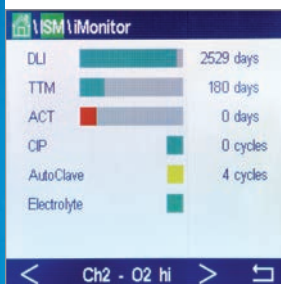 \ISM\iMonitor
DLI 2529 days
TTM 180 days
ACT 0 days
CIP 0 cycles
AutoClave 4 cycles
Electrolyte
< Ch2 - O2 hi >